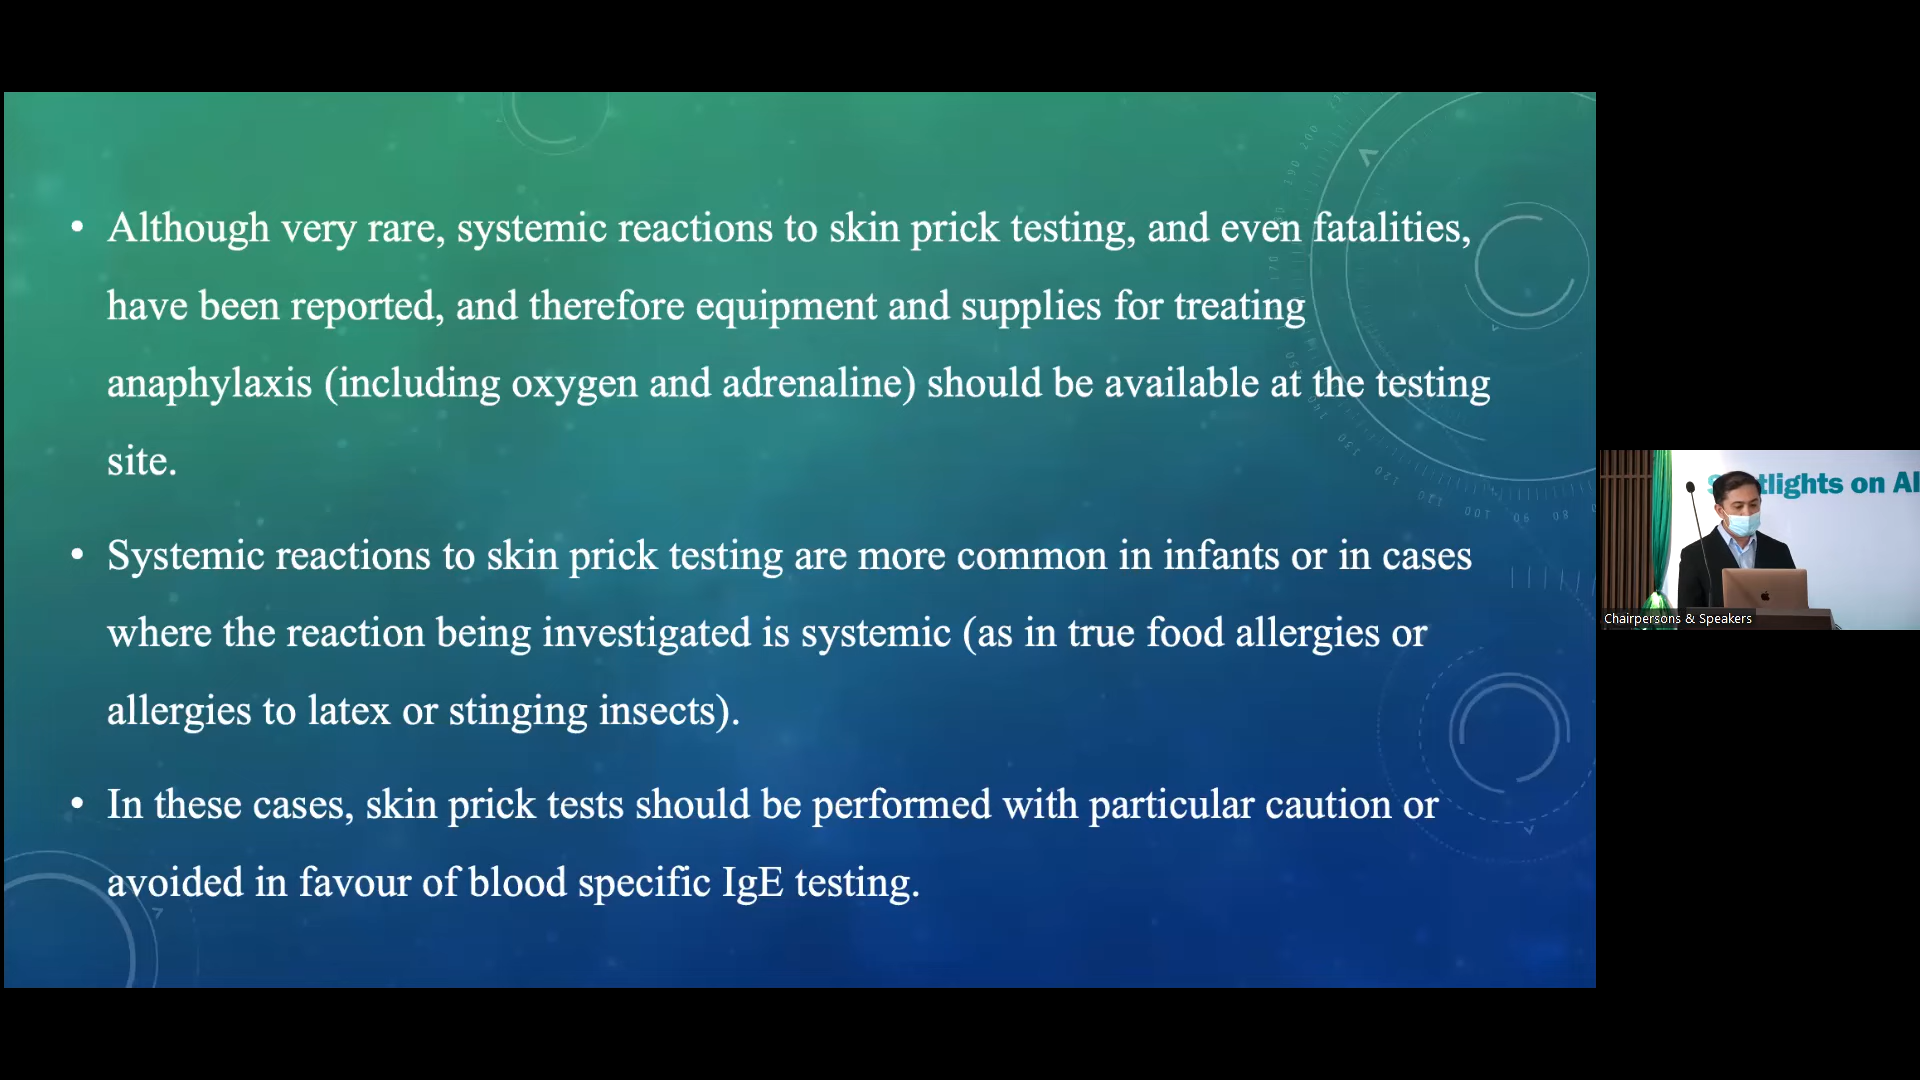 • Although very rare, systemic reactions to skin prick testing, and even fatalities,
have been reported, and therefore equipment and supplies for treating
anaphylaxis (including oxygen and adrenaline) should be available at the testing
site.
• Systemic reactions to skin prick testing are more common in infants or in cases
where the reaction being investigated is systemic (as in true food allergies or
allergies to latex or stinging insects).
• In these cases, skin prick tests should be performed with particular caution or
avoided in favour of blood specific IgE testing.
tlights on Al
Chairpersons & Speakers